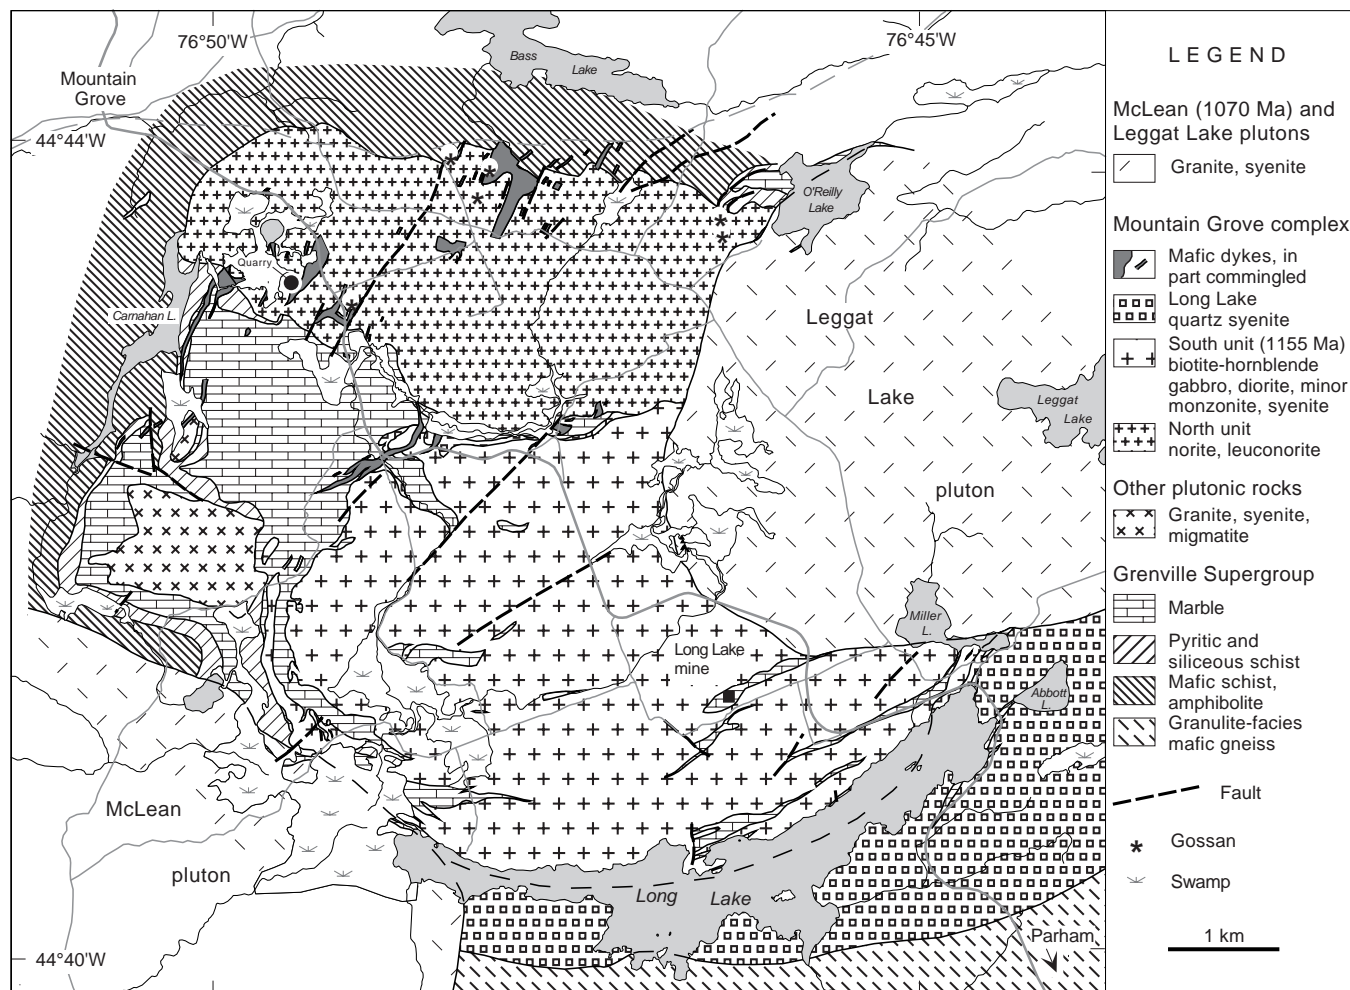 76°50'W
76°45'W
Bass
Lake
Mountain
Grove
44°44'W
O'Reilly
Lake
Quarry
Carnahan L.
Leggat
Lake
pluton
Leggat
Lake
Miller
L.
Long Lake
mine
Abbott
L.
McLean
pluton
Long Lake
Parham
44°40'W
LEGEND
McLean (1070 Ma) and
Leggat Lake plutons
Granite, syenite
Mountain Grove complex
Mafic dykes, in
part commingled
Long Lake
quartz syenite
South unit (1155 Ma)
biotite-hornblende
gabbro, diorite, minor
monzonite, syenite
North unit
norite, leuconorite
Other plutonic rocks
Granite, syenite,
migmatite
Grenville Supergroup
Marble
Pyritic and
siliceous schist
Mafic schist,
amphibolite
Granulite-facies
mafic gneiss
Fault
Gossan
Swamp
1 km